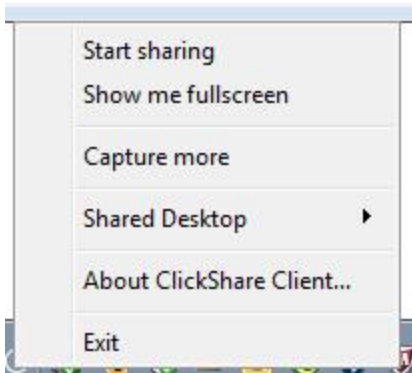 Start sharing
Show me fullscreen
Capture more
Shared Desktop
About ClickShare Client...
Exit